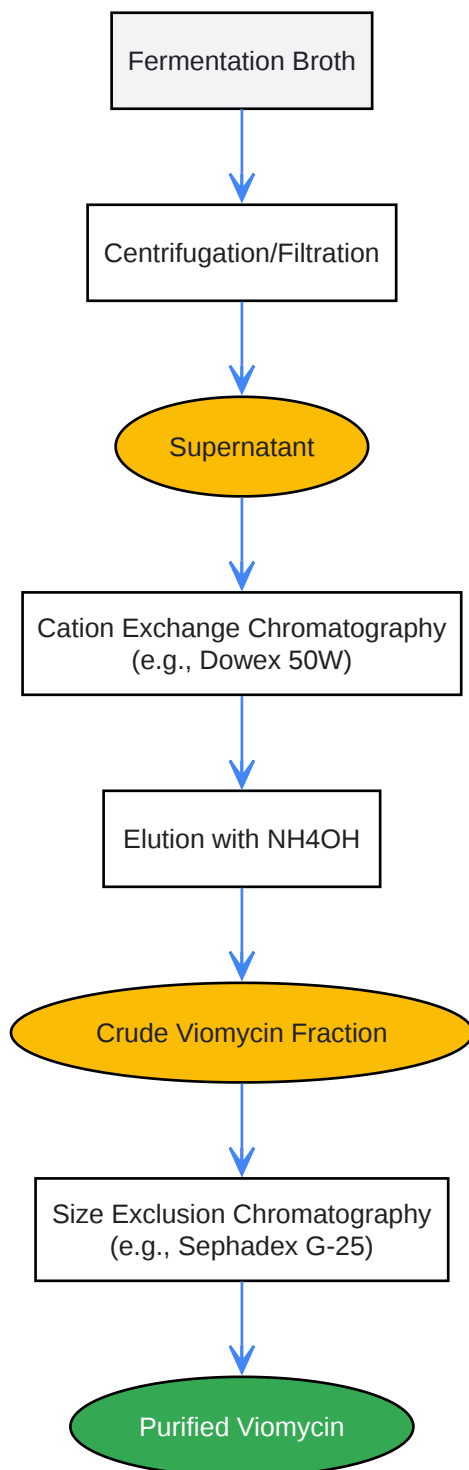 Fermentation Broth
Centrifugation/Filtration
Supernatant
Cation Exchange Chromatography
(e.g., Dowex 50W)
Elution with NH4OH
Crude Viomycin Fraction
Size Exclusion Chromatography
(e.g., Sephadex G-25)
Purified Viomycin